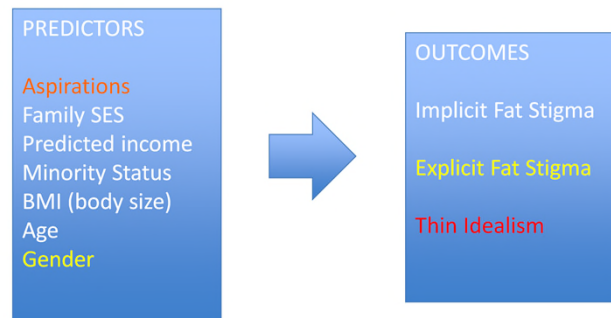 PREDICTORS
Aspirations
Family SES
Predicted income
Minority Status
BMI (body size)
Age
Gender
OUTCOMES
Implicit Fat Stigma
Explicit Fat Stigma
Thin Idealism